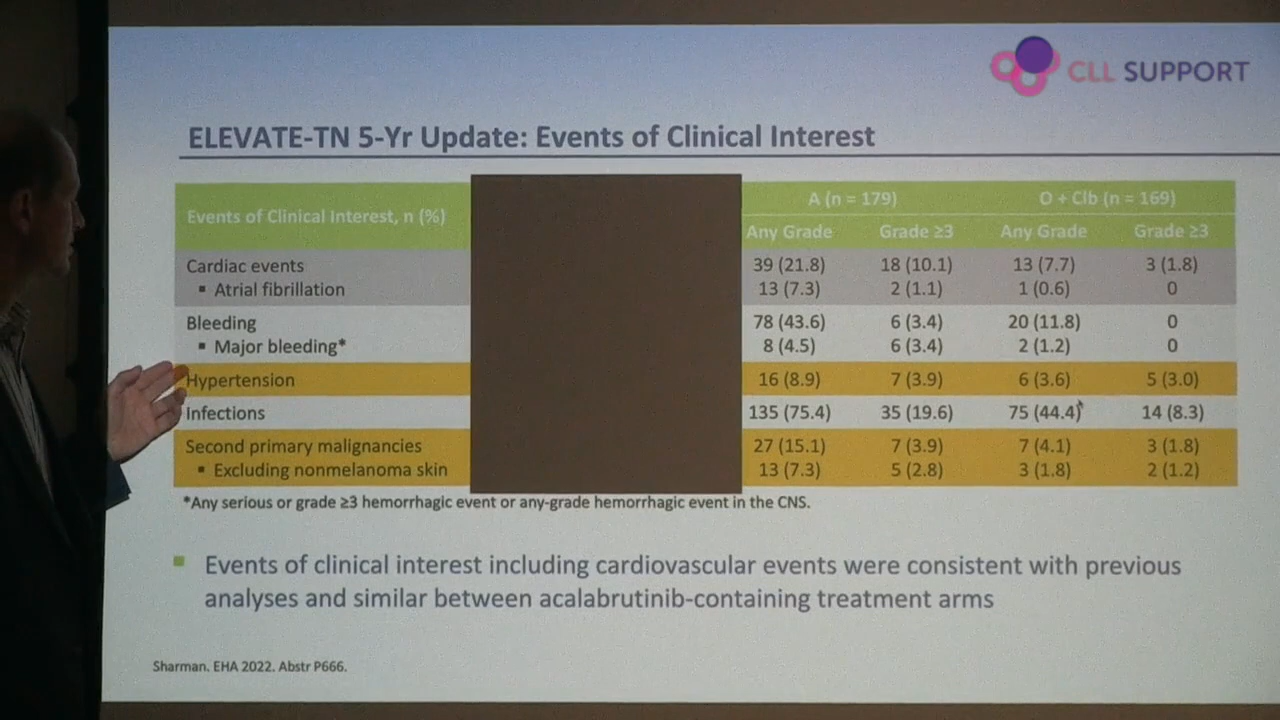 CLL SUPPORT
ELEVATE-TN 5-Yr Update: Events of Clinical Interest
Events of Clinical Interest, n (%)
A (n = 179)
O + Clb (n = 169)
Any Grade
Grade ≥3
Any Grade
Grade ≥3
Cardiac events
39 (21.8)
18 (10.1)
13 (7.7)
3 (1.8)
▪ Atrial fibrillation
13 (7.3)
2 (1.1)
1 (0.6)
0
Bleeding
78 (43.6)
6 (3.4)
20 (11.8)
0
▪ Major bleeding*
8 (4.5)
6 (3.4)
2 (1.2)
0
Hypertension
16 (8.9)
7 (3.9)
6 (3.6)
5 (3.0)
Infections
135 (75.4)
35 (19.6)
75 (44.4)
14 (8.3)
Second primary malignancies
27 (15.1)
7 (3.9)
7 (4.1)
3 (1.8)
▪ Excluding nonmelanoma skin
13 (7.3)
5 (2.8)
3 (1.8)
2 (1.2)
*Any serious or grade ≥3 hemorrhagic event or any-grade hemorrhagic event in the CNS.
Events of clinical interest including cardiovascular events were consistent with previous
analyses and similar between acalabrutinib-containing treatment arms
Sharman. EHA 2022. Abstr P666.